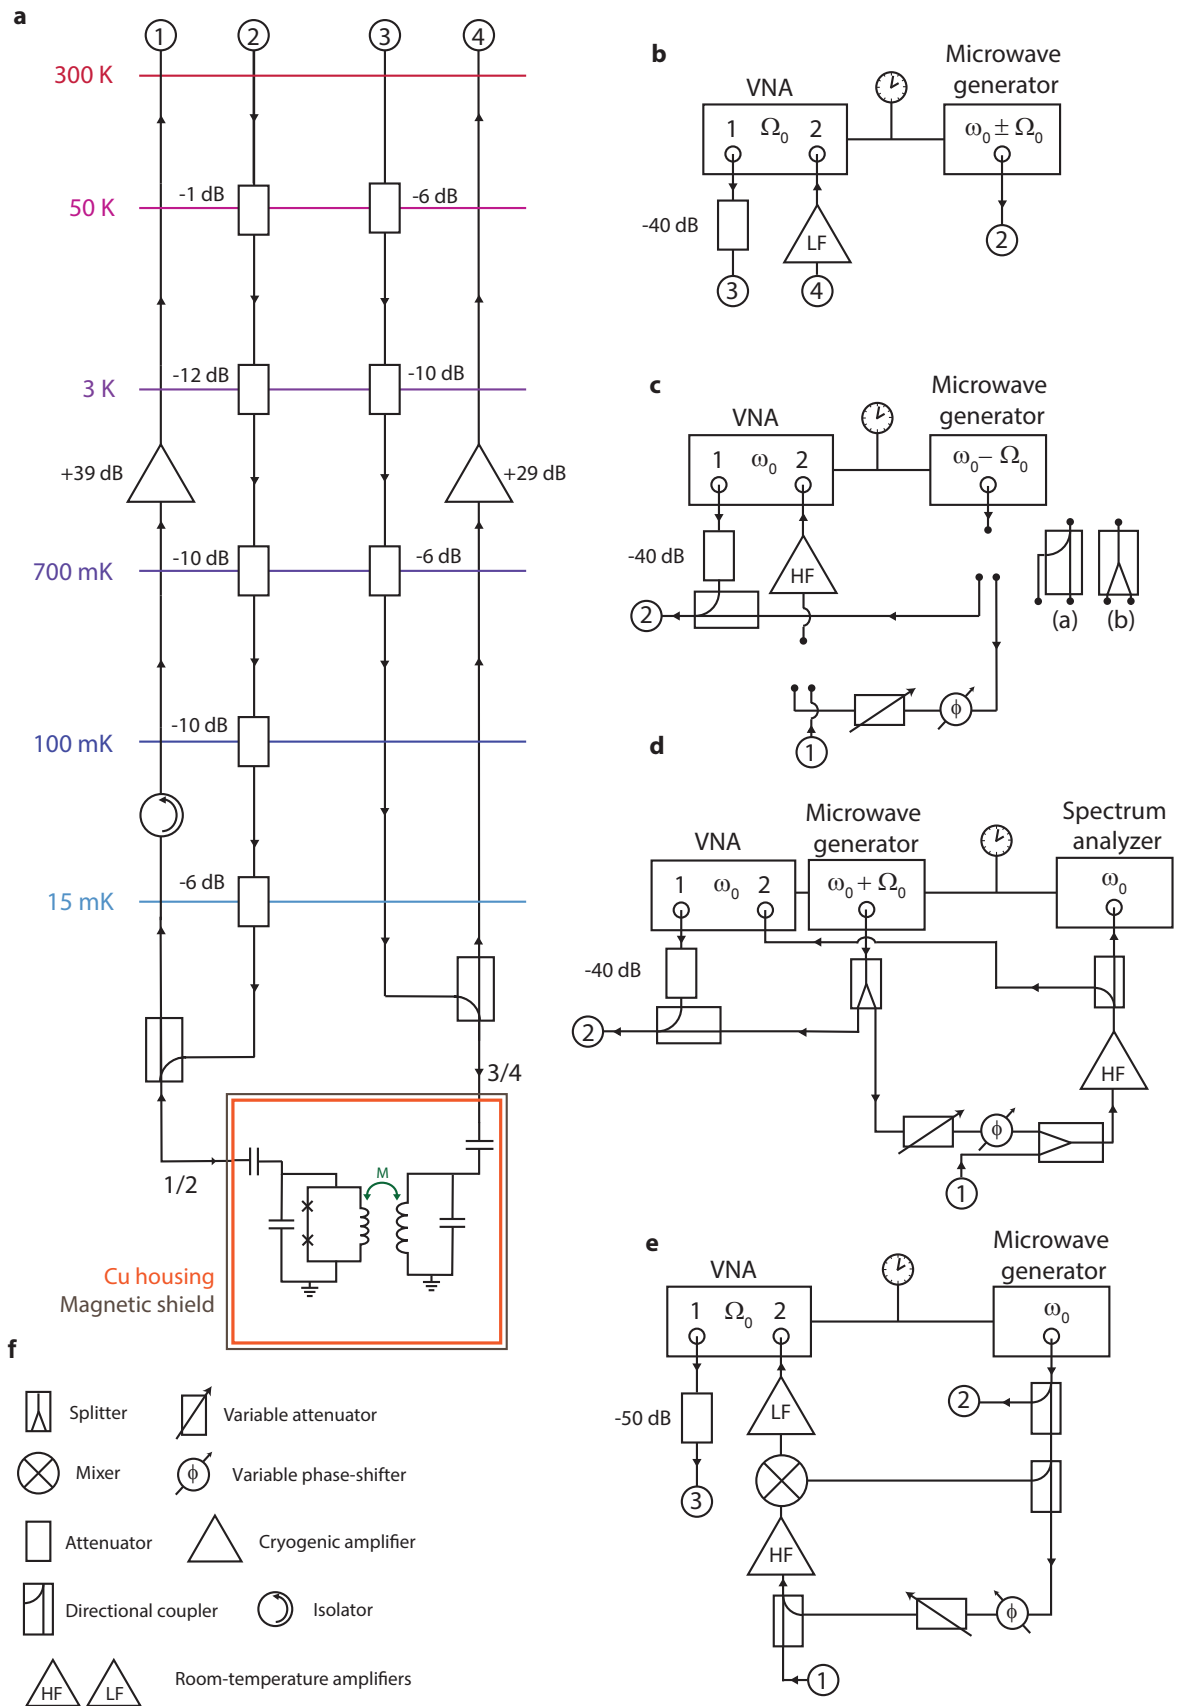 a
1
2
3
4
300 K
-1 dB
-6 dB
50 K
-12 dB
-10 dB
3 K
+39 dB
+29 dB
-10 dB
-6 dB
700 mK
-10 dB
100 mK
-6 dB
15 mK
3/4
1/2
M
Cu housing
Magnetic shield
b
VNA
Microwave
generator
1 Ω₀ 2
ω₀ ± Ω₀
-40 dB
LF
2
3
4
c
VNA
Microwave
generator
1 ω₀ 2
ω₀ − Ω₀
-40 dB
HF
2
(a)
(b)
ϕ
1
d
VNA
Microwave
generator
Spectrum
analyzer
1 ω₀ 2
ω₀ + Ω₀
ω₀
-40 dB
2
HF
ϕ
1
e
VNA
Microwave
generator
1 Ω₀ 2
ω₀
-50 dB
LF
2
3
HF
ϕ
1
f
Splitter
Variable attenuator
Mixer
ϕ
Variable phase-shifter
Attenuator
Cryogenic amplifier
Directional coupler
Isolator
HF
LF
Room-temperature amplifiers